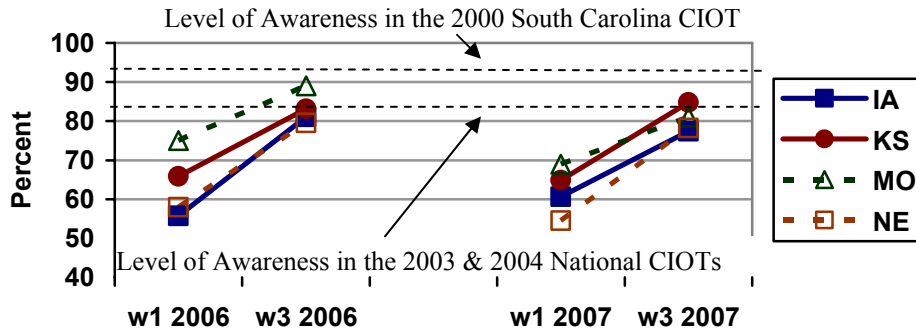 Level of Awareness in the 2000 South Carolina CIOT
100
90
80
70
60
50
40
Percent
Level of Awareness in the 2003 & 2004 National CIOTs
w1 2006 w3 2006 w1 2007 w3 2007
IA
KS
MO
NE